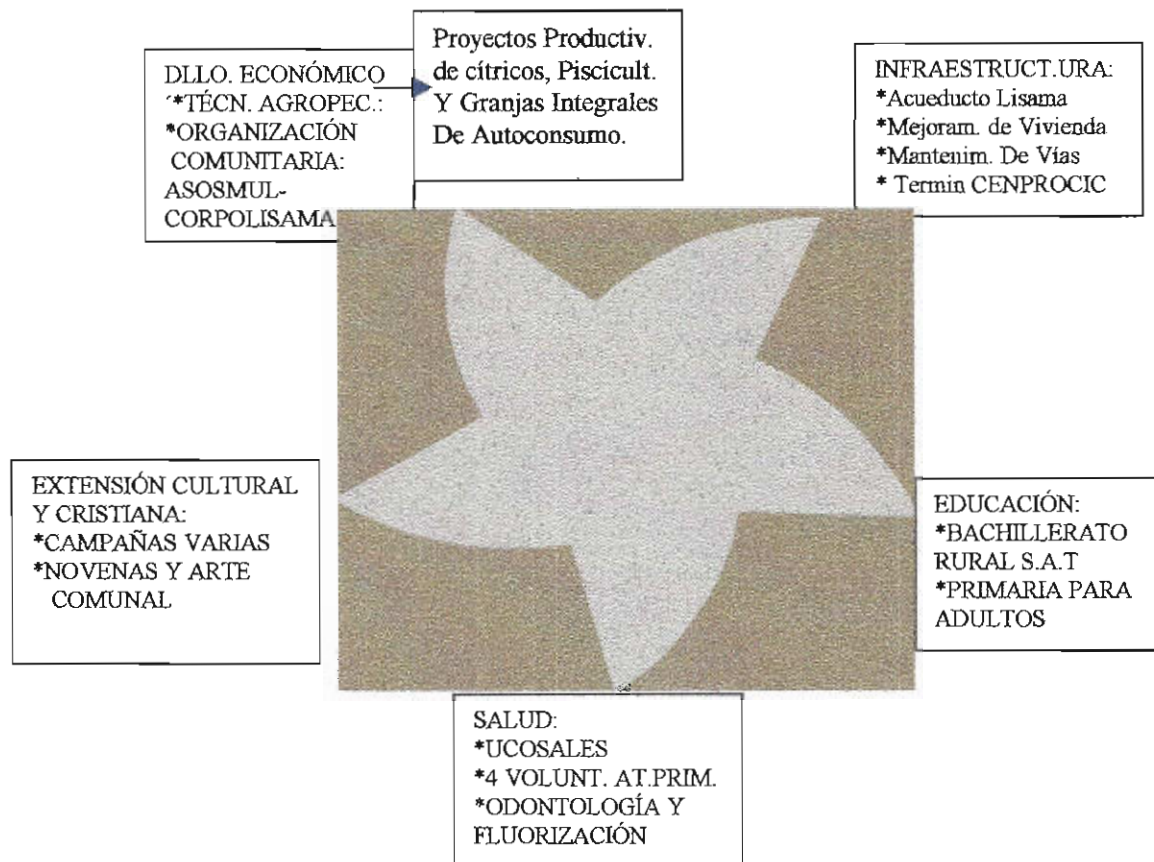 DLLO. ECONÓMICO
´*TÉCN. AGROPEC.:
*ORGANIZACIÓN
COMUNITARIA:
ASOSMUL-
CORPOLISAMA
Proyectos Productiv.
de cítricos, Piscicult.
Y Granjas Integrales
De Autoconsumo.
INFRAESTRUCT.URA:
*Acueducto Lisama
*Mejoram. de Vivienda
*Mantenim. De Vías
* Termin CENPROCIC
EXTENSIÓN CULTURAL
Y CRISTIANA:
*CAMPAÑAS VARIAS
*NOVENAS Y ARTE
COMUNAL
EDUCACIÓN:
*BACHILLERATO
RURAL S.A.T
*PRIMARIA PARA
ADULTOS
SALUD:
*UCOSALES
*4 VOLUNT. AT.PRIM.
*ODONTOLOGÍA Y
FLUORIZACIÓN